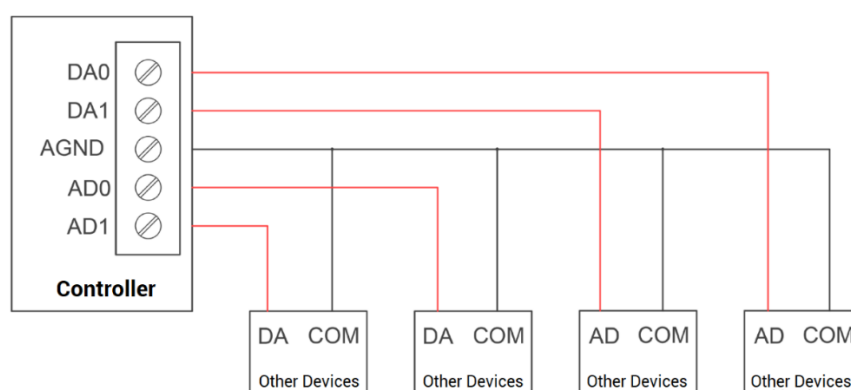 DA0
DA1
AGND
AD0
AD1
Controller
DA COM
Other Devices
DA COM
Other Devices
AD COM
Other Devices
AD COM
Other Devices